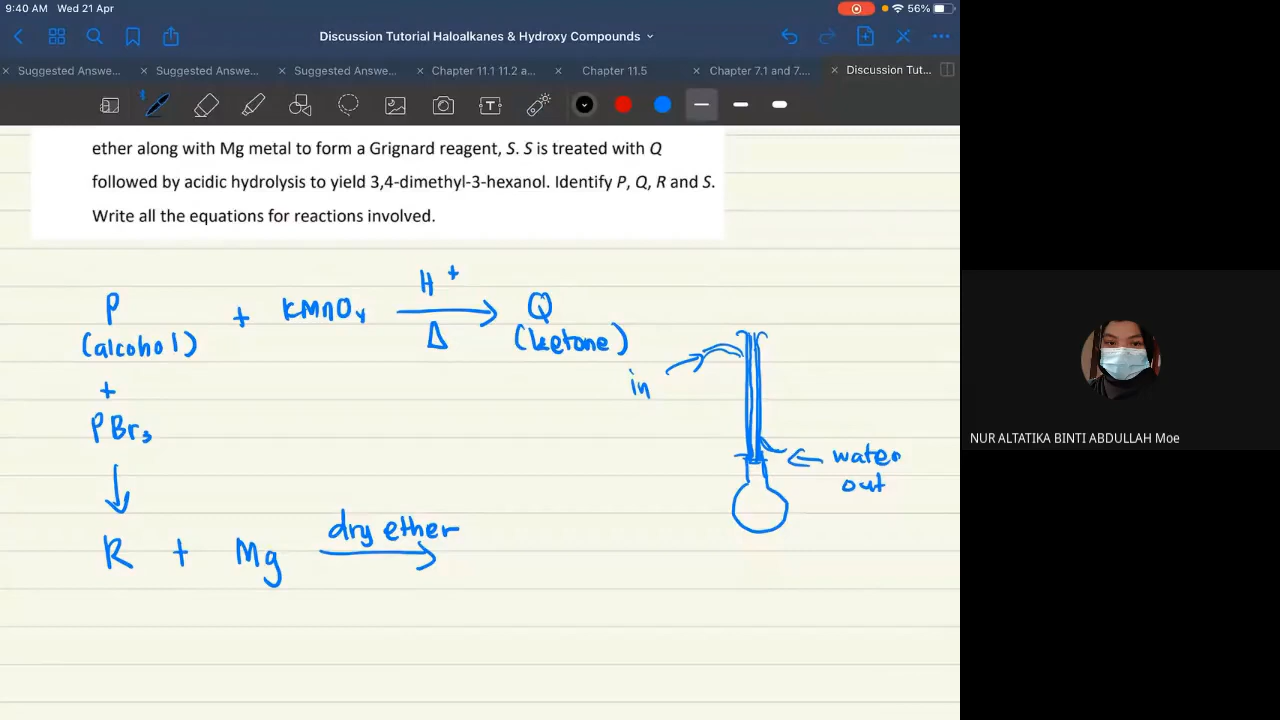 9:40 AM Wed 21 Apr
56%
Discussion Tutorial Haloalkanes & Hydroxy Compounds
Suggested Answe...
Suggested Answe...
Suggested Answe...
Chapter 11.1 11.2 a...
Chapter 11.5
Chapter 7.1 and 7....
Discussion Tut...
ether along with Mg metal to form a Grignard reagent, S. S is treated with Q
followed by acidic hydrolysis to yield 3,4-dimethyl-3-hexanol. Identify P, Q, R and S.
Write all the equations for reactions involved.
H+
P + KMnO4 Q
(alcohol) Δ (ketone)
+
PBr3
in
water
out
dry ether
R + Mg
NUR ALTATIKA BINTI ABDULLAH Moe